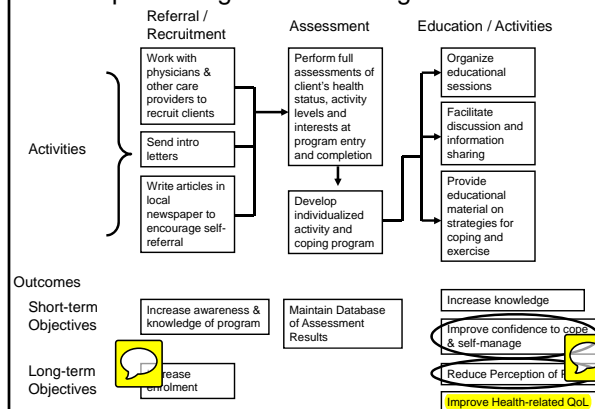 Referral /
Recruitment
Assessment
Education / Activities
Activities
Work with
physicians &
other care
providers to
recruit clients
Send intro
letters
Write articles in
local
newspaper to
encourage self-
referral
Perform full
assessments of
client's health
status, activity
levels and
interests at
program entry
and completion
Develop
individualized
activity and
coping program
Organize
educational
sessions
Facilitate
discussion and
information
sharing
Provide
educational
material on
strategies for
coping and
exercise
Outcomes
Short-term
Objectives
Increase awareness &
knowledge of program
Maintain Database
of Assessment
Results
Increase knowledge
Improve confidence to cope
& self-manage
Long-term
Objectives
enrolment
Reduce Perception of
Improve Health-related QoL